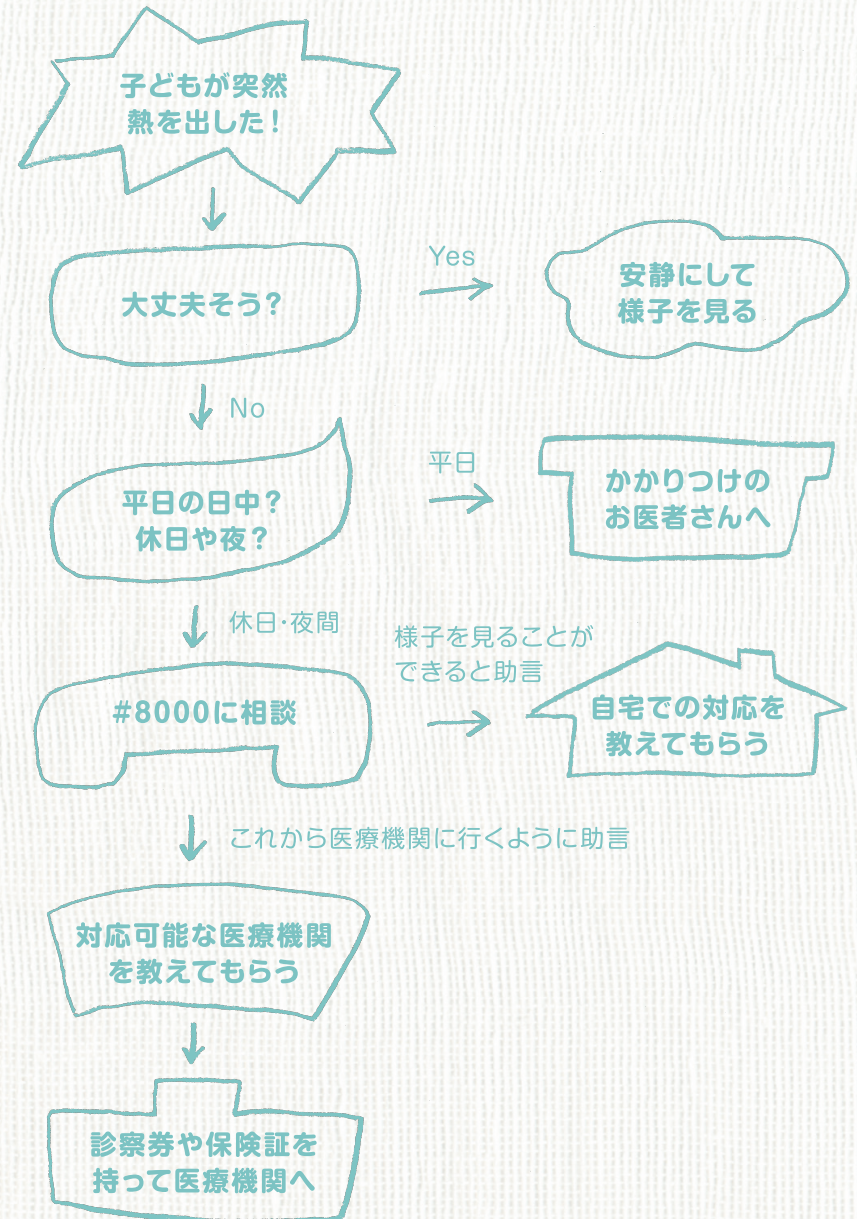 子どもが突然
熱を出した！
大丈夫そう？
Yes
安静にして
様子を見る
No
平日の日中？
休日や夜？
平日
かかりつけの
お医者さんへ
休日・夜間
#8000に相談
様子を見ることが
できると助言
自宅での対応を
教えてもらう
これから医療機関に行くように助言
対応可能な医療機関
を教えてもらう
診察券や保険証を
持って医療機関へ